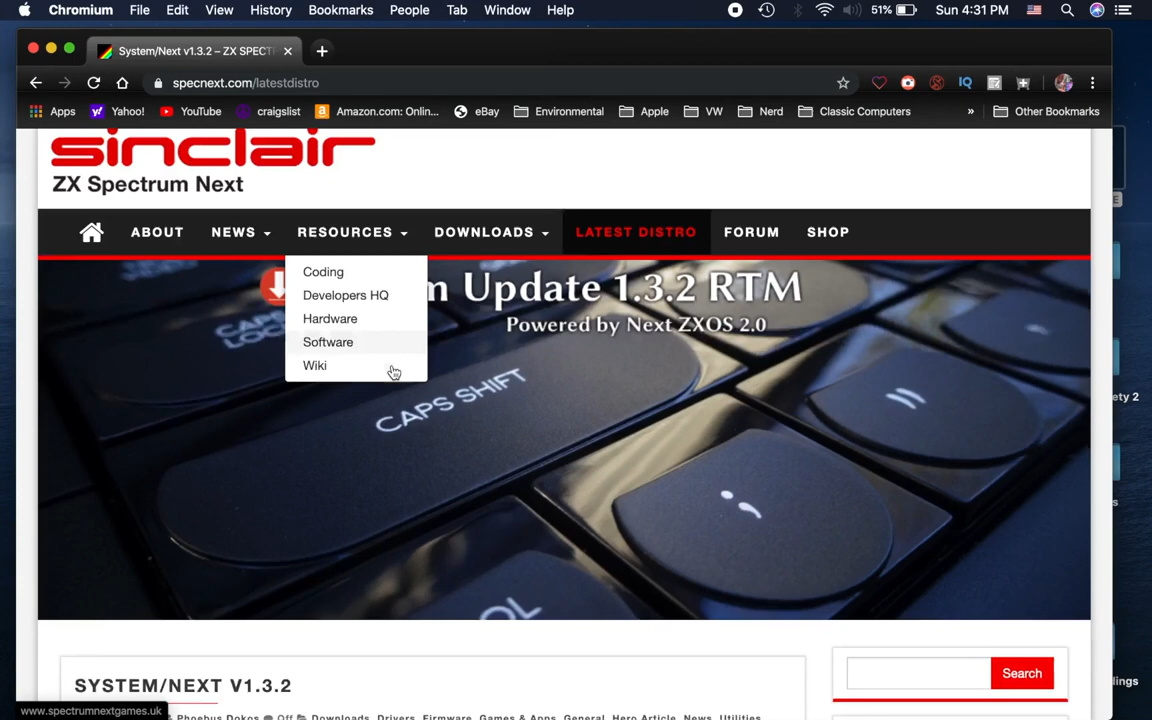 Chromium File Edit View History Bookmarks People Tab Window Help 51% Sun 4:31 PM
System/Next v1.3.2 – ZX SPECT
specnext.com/latestdistro
Apps Yahoo! YouTube craigslist Amazon.com: Onlin... eBay Environmental Apple VW Nerd Classic Computers » Other Bookmarks
sinclair
ZX Spectrum Next
ABOUT NEWS RESOURCES DOWNLOADS LATEST DISTRO FORUM SHOP
Coding
Developers HQ
Hardware
Software
Wiki
m Update 1.3.2 RTM
Powered by Next ZXOS 2.0
CAPS SHIFT
"
;
SYSTEM/NEXT V1.3.2
Search
Phoebus Dokos Off Downloads, Drivers, Firmware, Games & Apps, General, Hero Article, News, Utilities
www.spectrumnextgames.uk
ety 2
s
dings